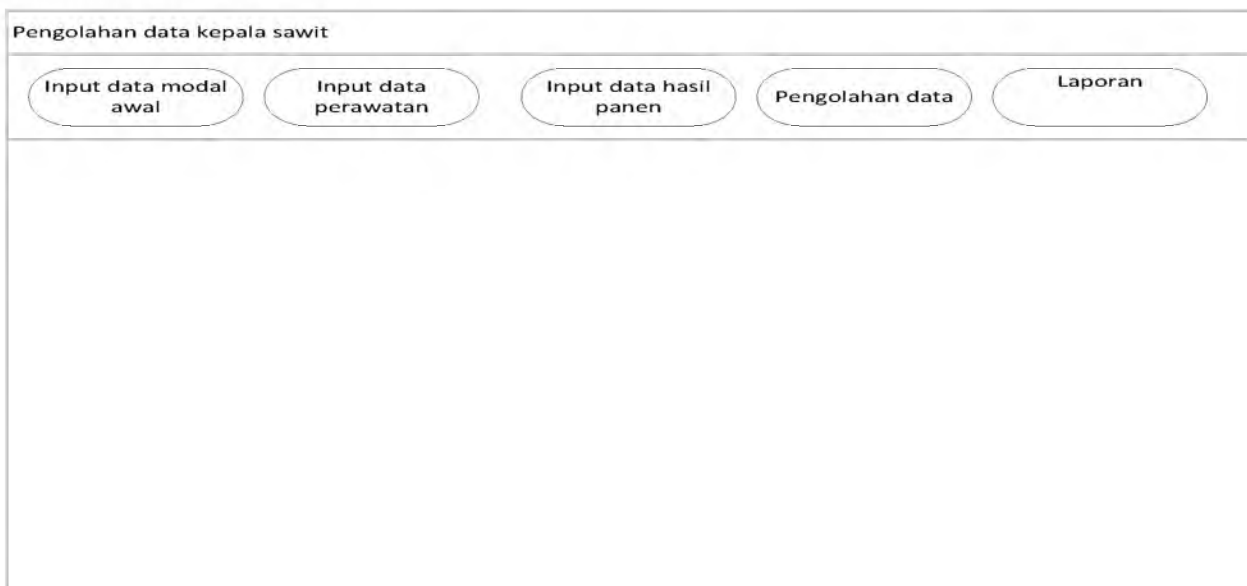 Pengolahan data kepala sawit
Input data modal
awal
Input data
perawatan
Input data hasil
panen
Pengolahan data
Laporan